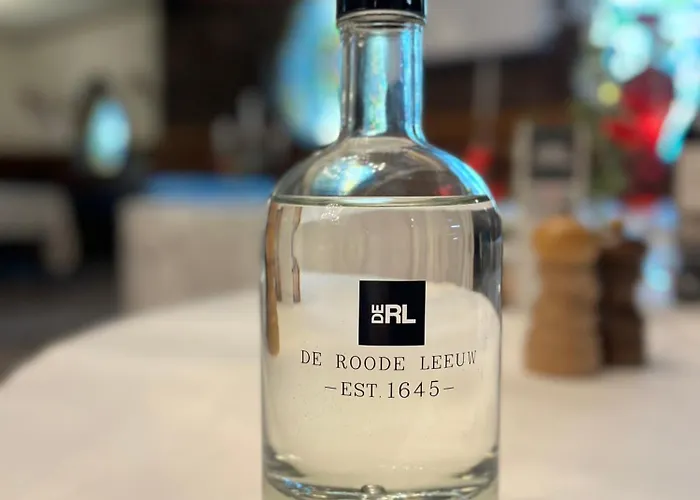 DE RL
DE ROODE LEEUW
-EST. 1645-